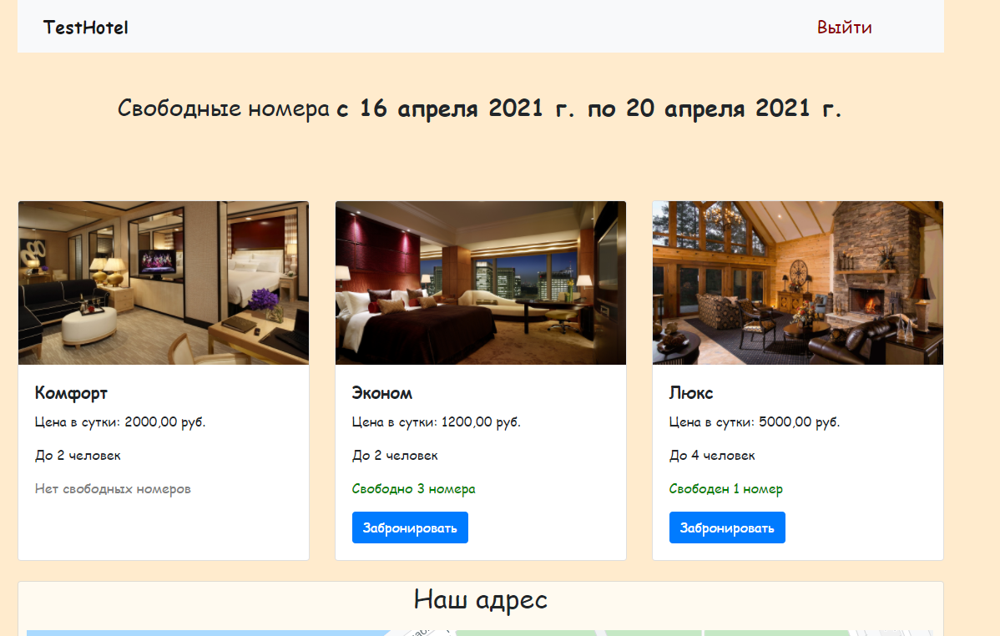 TestHotel
Выйти
Свободные номера с 16 апреля 2021 г. по 20 апреля 2021 г.
Комфорт
Цена в сутки: 2000,00 руб.
До 2 человек
Нет свободных номеров
Эконом
Цена в сутки: 1200,00 руб.
До 2 человек
Свободно 3 номера
Забронировать
Люкс
Цена в сутки: 5000,00 руб.
До 4 человек
Свободен 1 номер
Забронировать
Наш адрес